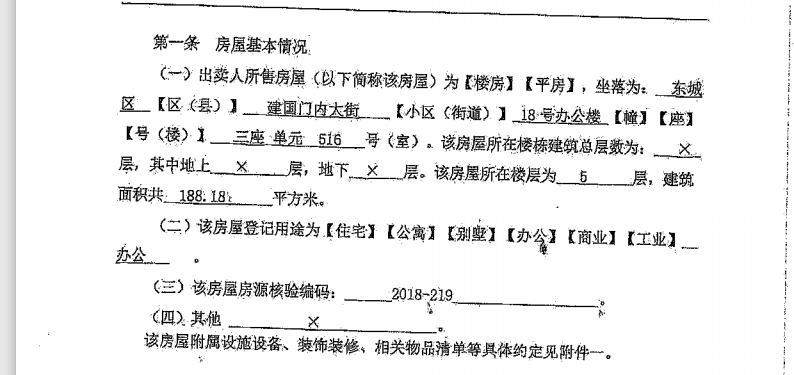 第一条 房屋基本情况
（一）出卖人所售房屋（以下简称该房屋）为【楼房】【平房】，坐落为：东城
区【区（县）】建国门内大街【小区（街道）】18号办公楼【幢】【座】
【号（楼）】三座 单元 516 号（室）。该房屋所在楼栋建筑总层数为：×
层，其中地上 × 层，地下 × 层。该房屋所在楼层为 5 层，建筑
面积共 188.18 平方米。
（二）该房屋登记用途为【住宅】【公寓】【别墅】【办公】【商业】【工业】
办公 。
（三）该房屋房源核验编码：2018-219 。
（四）其他 × 。
该房屋附属设施设备、装饰装修、相关物品清单等具体约定见附件一。